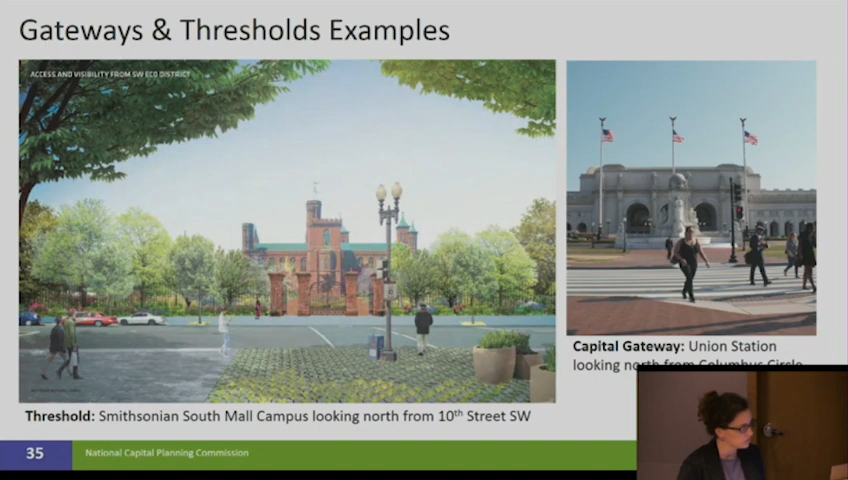 Gateways & Thresholds Examples
ACCESS AND VISIBILITY FROM SW ECO DISTRICT
Capital Gateway: Union Station
looking north from Columbus Circle
Threshold: Smithsonian South Mall Campus looking north from 10th Street SW
35
National Capital Planning Commission